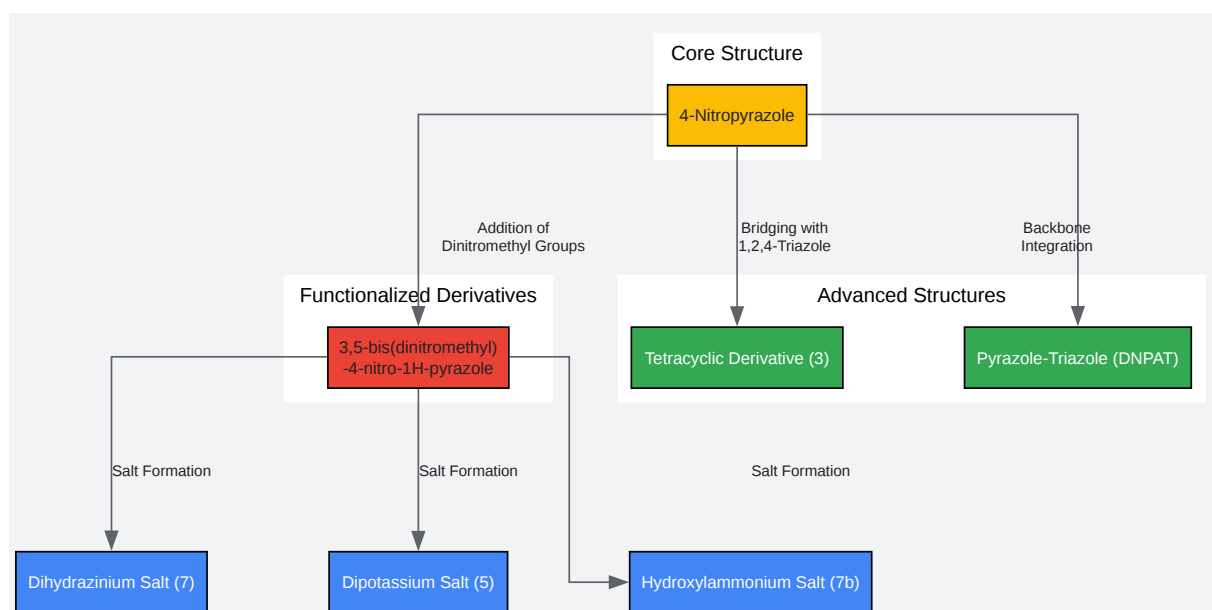 Core Structure
4-Nitropyrazole
Addition of
Dinitromethyl Groups
Bridging with
1,2,4-Triazole
Backbone
Integration
Functionalized Derivatives
Advanced Structures
3,5-bis(dinitromethyl)
-4-nitro-1H-pyrazole
Tetracyclic Derivative (3)
Pyrazole-Triazole (DNPAT)
Salt Formation
Salt Formation
Salt Formation
Dihydrazinium Salt (7)
Dipotassium Salt (5)
Hydroxylammonium Salt (7b)